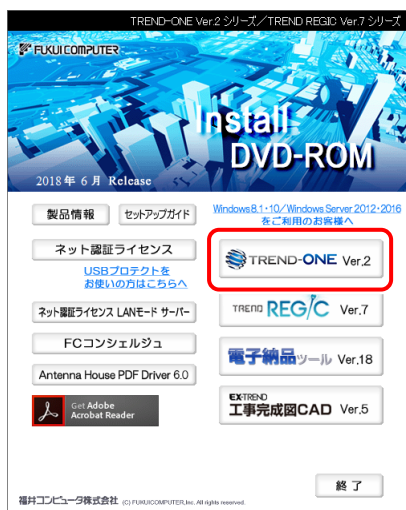 TREND-ONE Ver.2 シリーズ／TREND REGIC Ver.7 シリーズ
FUKUI COMPUTER
Install
DVD-ROM
2018年 6月 Release
製品情報
セットアップガイド
Windows8.1・10／Windows Server 2012・2016
をご利用のお客様へ
ネット認証ライセンス
USBプロテクトを
お使いの方はこちらへ
TREND-ONE Ver.2
ネット認証ライセンス LANモード サーバー
TREND REGIC Ver.7
FCコンシェルジュ
電子納品ツール Ver.18
Antenna House PDF Driver 6.0
Get Adobe
Acrobat Reader
EX-TREND
工事完成図CAD Ver.5
終了
福井コンピュータ株式会社 (C) FUKUICOMPUTER,Inc. All rights reserved.